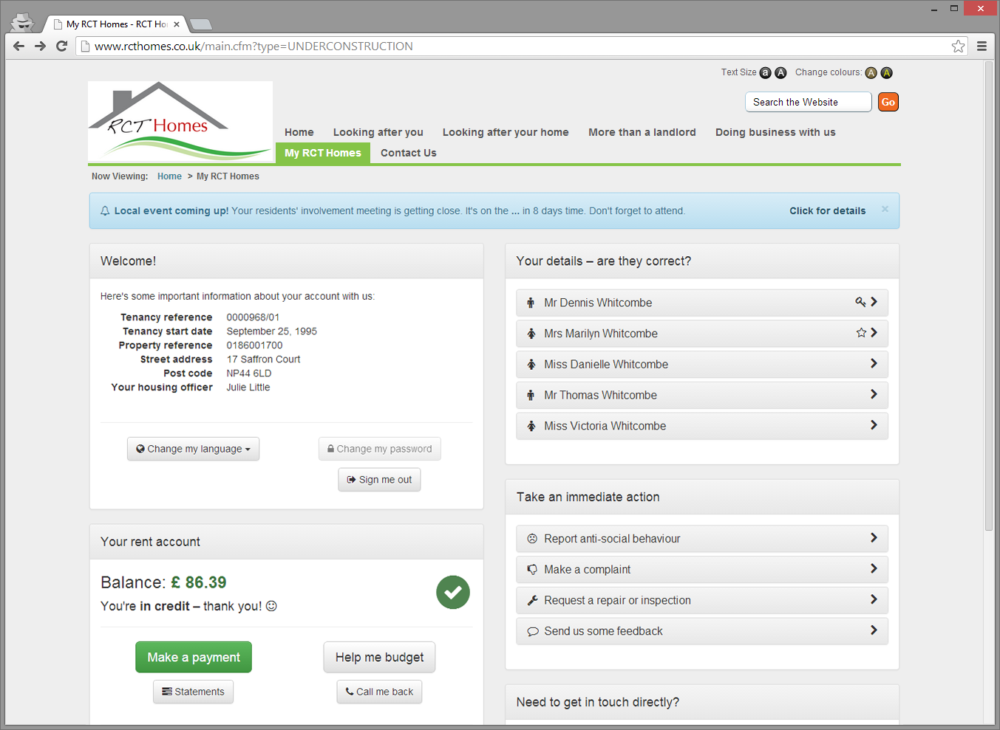 My RCT Homes - RCT Ho
www.rcthomes.co.uk/main.cfm?type=UNDERCONSTRUCTION
Text Size a A Change colours: A A
Search the Website Go
RCT Homes
Home Looking after you Looking after your home More than a landlord Doing business with us
My RCT Homes Contact Us
Now Viewing: Home > My RCT Homes
Local event coming up! Your residents' involvement meeting is getting close. It's on the ... in 8 days time. Don't forget to attend. Click for details ×
Welcome!
Here's some important information about your account with us:
Tenancy reference 0000968/01
Tenancy start date September 25, 1995
Property reference 0186001700
Street address 17 Saffron Court
Post code NP44 6LD
Your housing officer Julie Little
Change my language Change my password
Sign me out
Your rent account
Balance: £ 86.39
You're in credit – thank you!
Make a payment Help me budget
Statements Call me back
Your details – are they correct?
Mr Dennis Whitcombe
Mrs Marilyn Whitcombe
Miss Danielle Whitcombe
Mr Thomas Whitcombe
Miss Victoria Whitcombe
Take an immediate action
Report anti-social behaviour
Make a complaint
Request a repair or inspection
Send us some feedback
Need to get in touch directly?